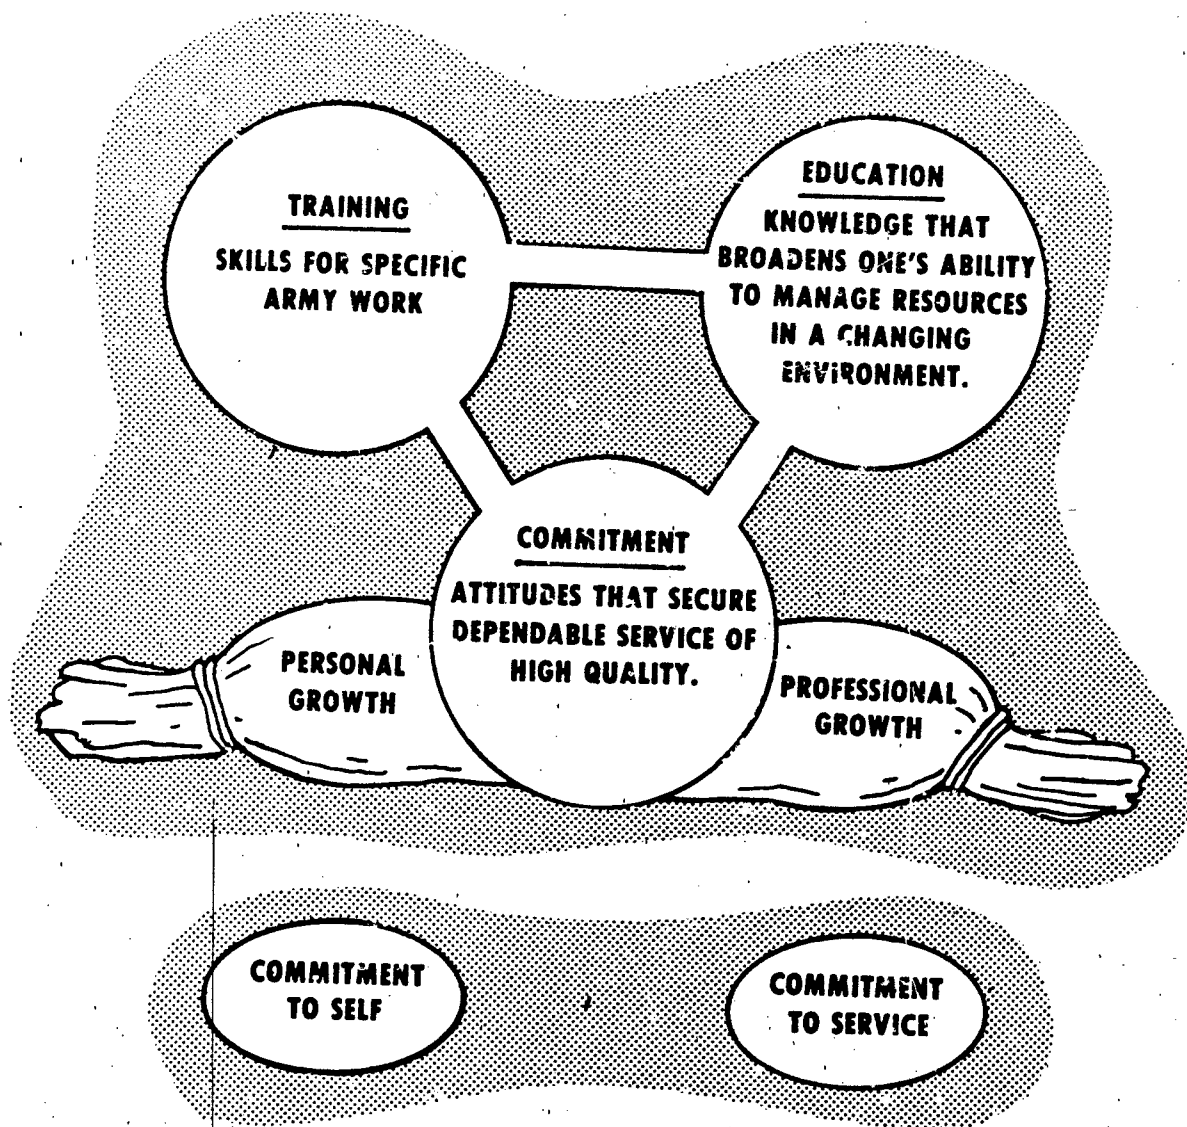 TRAINING
SKILLS FOR SPECIFIC
ARMY WORK
EDUCATION
KNOWLEDGE THAT
BROADENS ONE'S ABILITY
TO MANAGE RESOURCES
IN A CHANGING
ENVIRONMENT.
COMMITMENT
ATTITUDES THAT SECURE
DEPENDABLE SERVICE OF
HIGH QUALITY.
PERSONAL
GROWTH
PROFESSIONAL
GROWTH
COMMITMENT
TO SELF
COMMITMENT
TO SERVICE